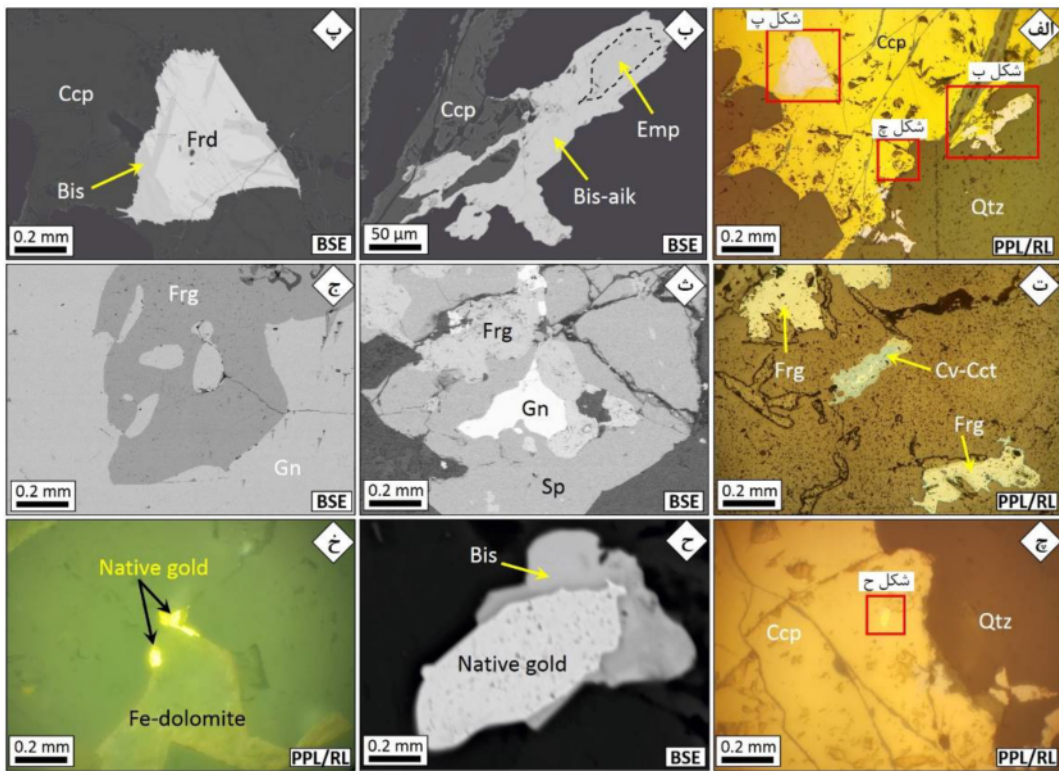 الف
شکل پ
Ccp
شکل ب
شکل چ
Qtz
0.2 mm
PPL/RL
ب
Ccp
Emp
Bis-aik
50 µm
BSE
پ
Ccp
Frd
Bis
0.2 mm
BSE
ت
Frg
Cv-Cct
Frg
0.2 mm
PPL/RL
ث
Frg
Gn
Sp
0.2 mm
BSE
ج
Frg
Gn
0.2 mm
BSE
چ
شکل ح
Ccp
Qtz
0.2 mm
PPL/RL
ح
Bis
Native gold
0.2 mm
BSE
خ
Native gold
Fe-dolomite
0.2 mm
PPL/RL